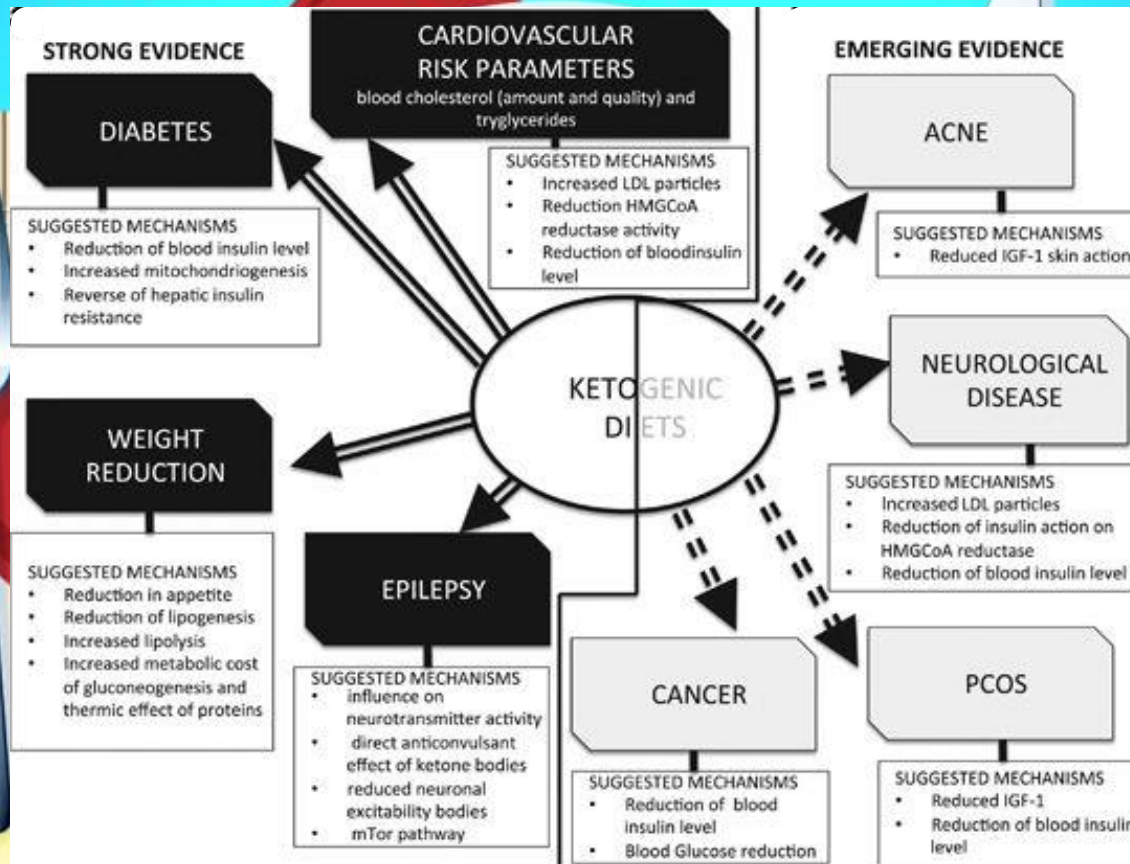 STRONG EVIDENCE
DIABETES
SUGGESTED MECHANISMS
• Reduction of blood insulin level
• Increased mitochondriogenesis
• Reverse of hepatic insulin
resistance
CARDIOVASCULAR
RISK PARAMETERS
blood cholesterol (amount and quality) and
tryglycerides
SUGGESTED MECHANISMS
• Increased LDL particles
• Reduction HMGCoA
reductase activity
• Reduction of bloodinsulin
level
WEIGHT
REDUCTION
SUGGESTED MECHANISMS
• Reduction in appetite
• Reduction of lipogenesis
• Increased lipolysis
• Increased metabolic cost
of gluconeogenesis and
thermic effect of proteins
EPILEPSY
SUGGESTED MECHANISMS
• influence on
neurotransmitter activity
• direct anticonvulsant
effect of ketone bodies
• reduced neuronal
excitability bodies
• mTor pathway
KETOGENIC
DIETS
EMERGING EVIDENCE
ACNE
SUGGESTED MECHANISMS
• Reduced IGF-1 skin action
NEUROLOGICAL
DISEASE
SUGGESTED MECHANISMS
• Increased LDL particles
• Reduction of insulin action on
HMGCoA reductase
• Reduction of blood insulin level
CANCER
SUGGESTED MECHANISMS
• Reduction of blood
insulin level
• Blood Glucose reduction
PCOS
SUGGESTED MECHANISMS
• Reduced IGF-1
• Reduction of blood insulin
level